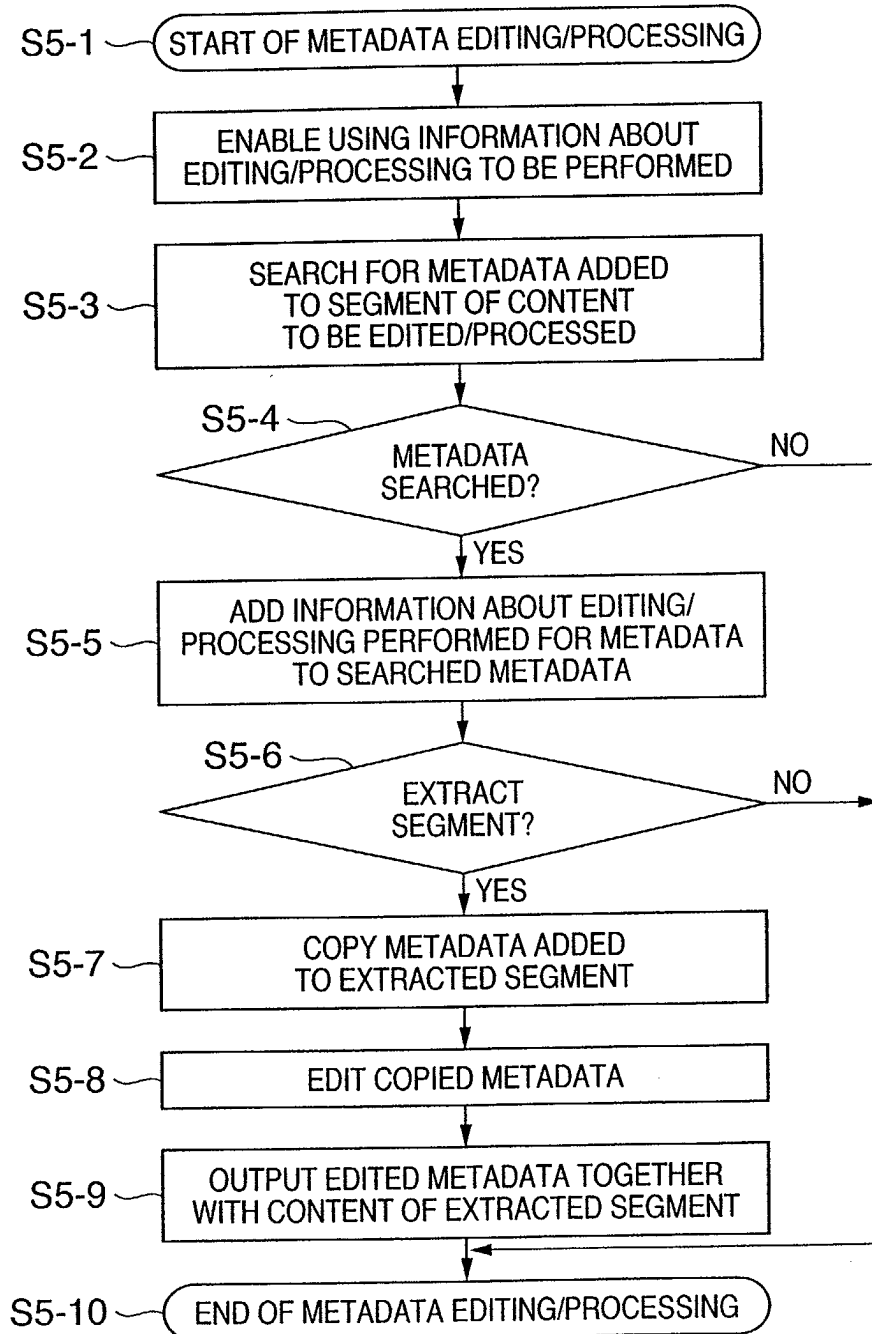 S5-1
START OF METADATA EDITING/PROCESSING
S5-2
ENABLE USING INFORMATION ABOUT
EDITING/PROCESSING TO BE PERFORMED
S5-3
SEARCH FOR METADATA ADDED
TO SEGMENT OF CONTENT
TO BE EDITED/PROCESSED
S5-4
METADATA
SEARCHED?
NO
YES
S5-5
ADD INFORMATION ABOUT EDITING/
PROCESSING PERFORMED FOR METADATA
TO SEARCHED METADATA
S5-6
EXTRACT
SEGMENT?
NO
YES
S5-7
COPY METADATA ADDED
TO EXTRACTED SEGMENT
S5-8
EDIT COPIED METADATA
S5-9
OUTPUT EDITED METADATA TOGETHER
WITH CONTENT OF EXTRACTED SEGMENT
S5-10
END OF METADATA EDITING/PROCESSING